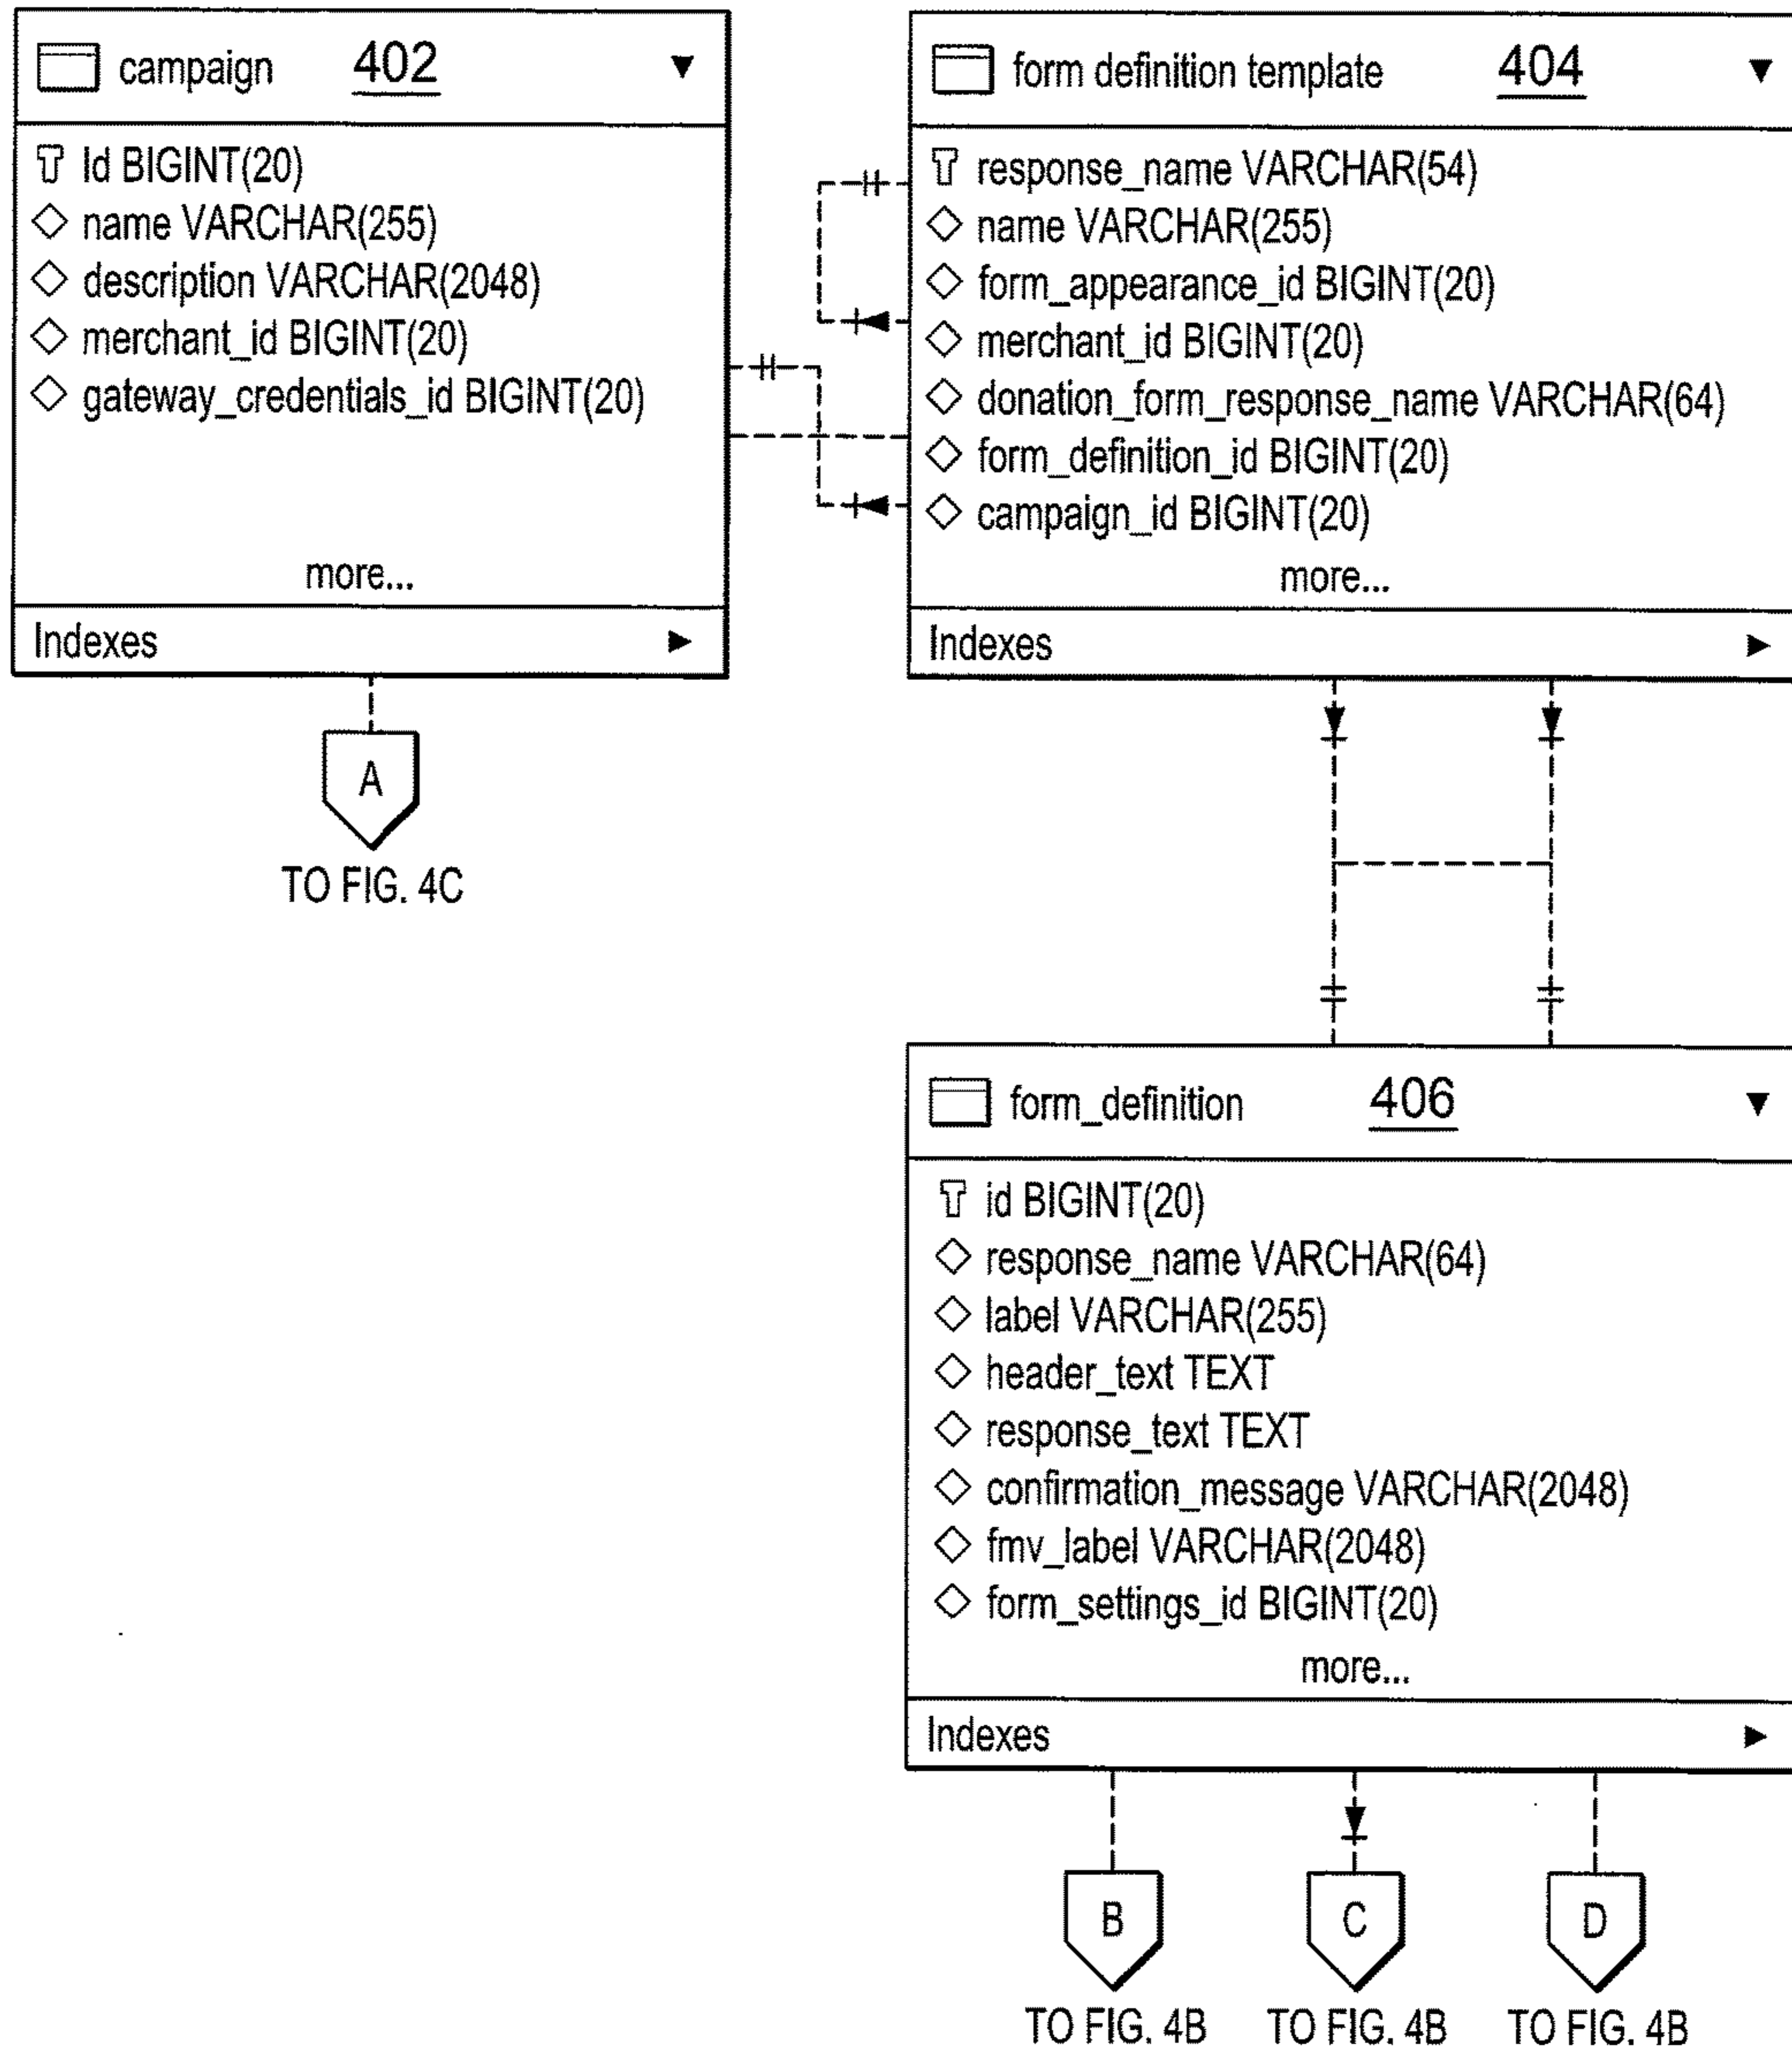 campaign 402
Id BIGINT(20)
name VARCHAR(255)
description VARCHAR(2048)
merchant_id BIGINT(20)
gateway_credentials_id BIGINT(20)
more...
Indexes
A
TO FIG. 4C
form definition template 404
response_name VARCHAR(54)
name VARCHAR(255)
form_appearance_id BIGINT(20)
merchant_id BIGINT(20)
donation_form_response_name VARCHAR(64)
form_definition_id BIGINT(20)
campaign_id BIGINT(20)
more...
Indexes
form_definition 406
id BIGINT(20)
response_name VARCHAR(64)
label VARCHAR(255)
header_text TEXT
response_text TEXT
confirmation_message VARCHAR(2048)
fmv_label VARCHAR(2048)
form_settings_id BIGINT(20)
more...
Indexes
B C D
TO FIG. 4B TO FIG. 4B TO FIG. 4B